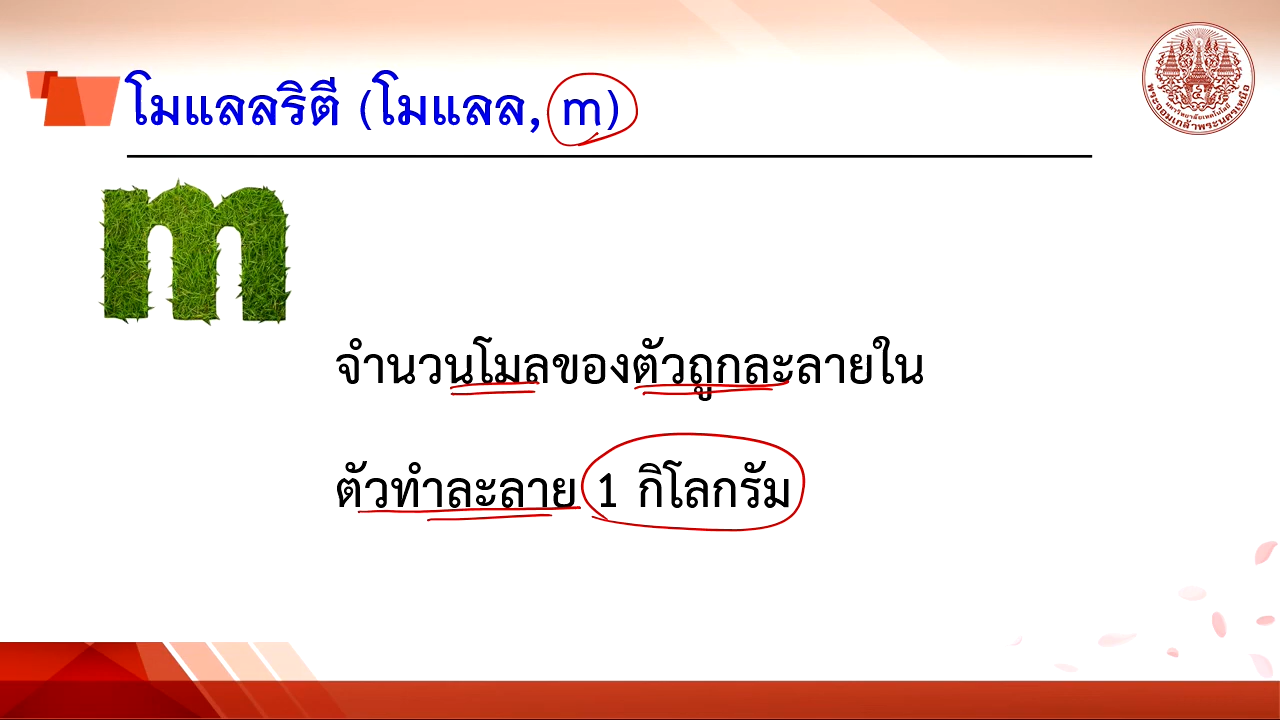 โมแลลริตี (โมแลล, m)
m
จำนวนโมลของตัวถูกละลายใน
ตัวทำละลาย 1 กิโลกรัม